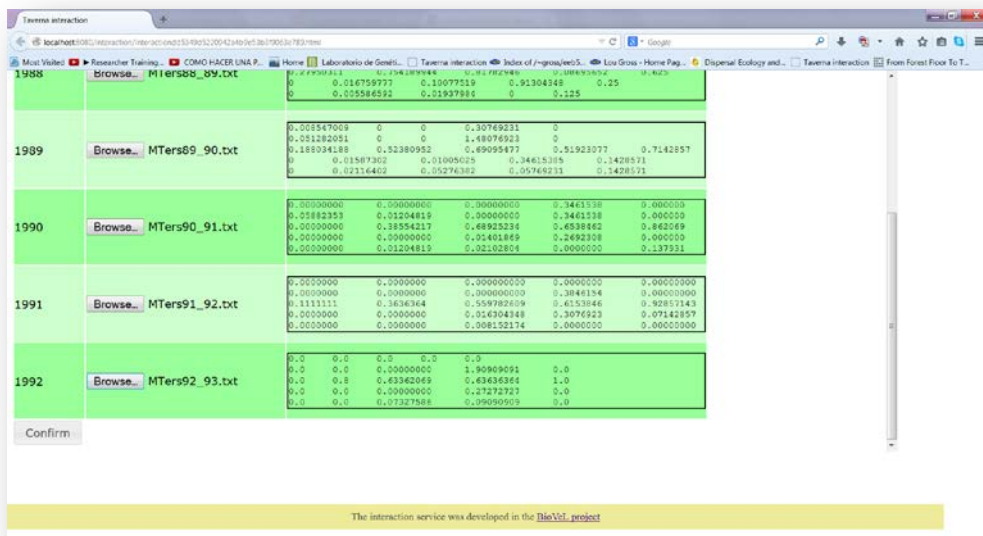 Taverna interaction
Google
Most Visited Researcher Training... COMO HACER UNA P... Home Laboratorio de Genéti... Taverna interaction Index of /~gross/eeb5... Lou Gross - Home Pag... Dispersal Ecology and... Taverna interaction From Forest Floor To T...
1988 Browse... MTers88_89.txt
0 0.016759777 0.10077519 0.91304348 0.25
0 0.005586592 0.01937984 0 0.125
0.008547009 0 0 0.30769231 0
0.051282051 0 0 1.48076923 0
1989 Browse... MTers89_90.txt 0.188034188 0.52380952 0.69095477 0.51923077 0.7142857
0 0.01587302 0.01005025 0.34615385 0.1428571
0 0.02116402 0.05276382 0.05769231 0.1428571
0.00000000 0.00000000 0.00000000 0.3461538 0.000000
0.05882353 0.01204819 0.00000000 0.3461538 0.000000
1990 Browse... MTers90_91.txt 0.00000000 0.38554217 0.68925234 0.6538462 0.862069
0.00000000 0.00000000 0.01401869 0.2692308 0.000000
0.00000000 0.01204819 0.02102804 0.0000000 0.137931
0.0000000 0.0000000 0.000000000 0.0000000 0.00000000
0.0000000 0.0000000 0.000000000 0.3846154 0.00000000
1991 Browse... MTers91_92.txt 0.1111111 0.3636364 0.559782609 0.6153846 0.92857143
0.0000000 0.0000000 0.016304348 0.3076923 0.07142857
0.0000000 0.0000000 0.008152174 0.0000000 0.00000000
0.0 0.0 0.0 0.0 0.0
0.0 0.0 0.00000000 1.90909091 0.0
1992 Browse... MTers92_93.txt 0.0 0.8 0.63362069 0.63636364 1.0
0.0 0.0 0.00000000 0.27272727 0.0
0.0 0.0 0.07327586 0.09090909 0.0
Confirm
The interaction service was developed in the BioVeL project